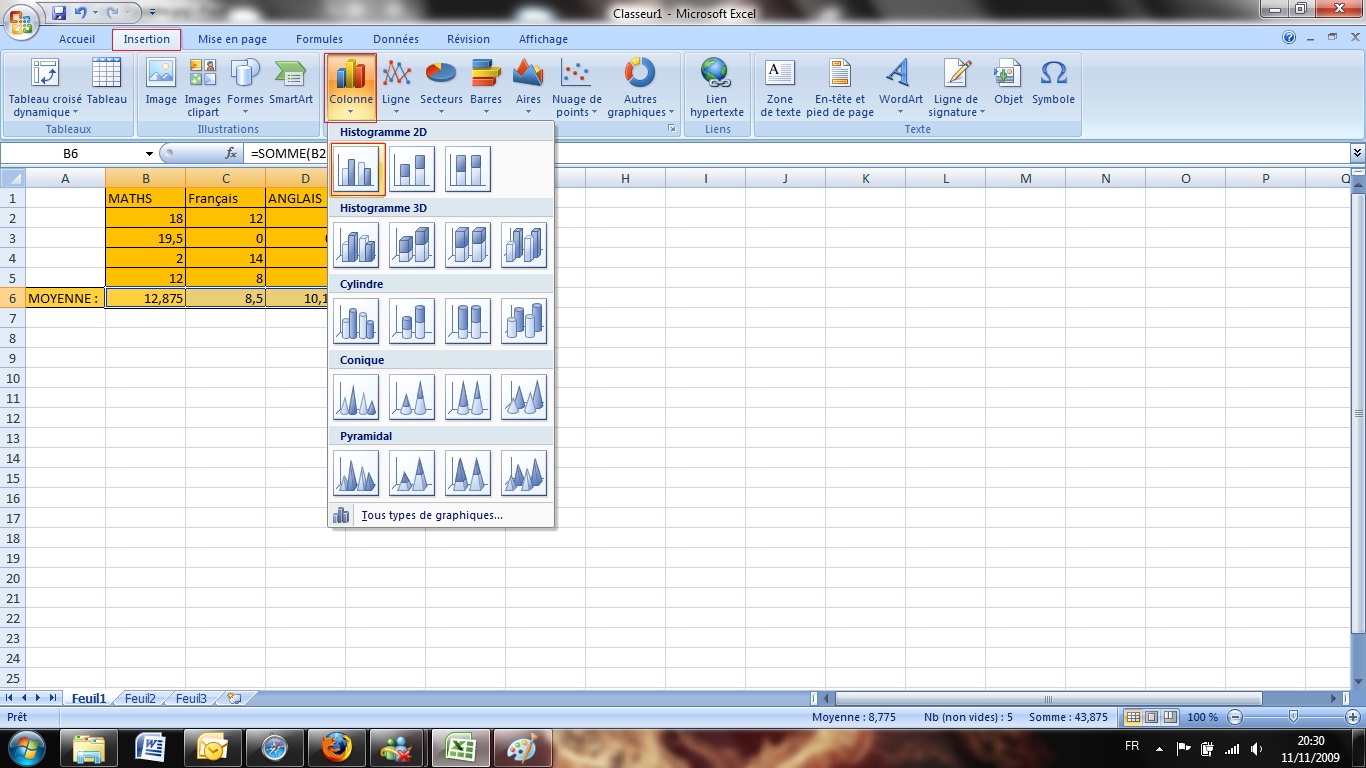 Classeur1 - Microsoft Excel
Accueil Insertion Mise en page Formules Données Révision Affichage
Tableau croisé dynamique Tableau Image Images clipart Formes SmartArt Colonne Ligne Secteurs Barres Aires Nuage de points Autres graphiques Lien hypertexte Zone de texte En-tête et pied de page WordArt Ligne de signature Objet Symbole
Tableaux Illustrations Liens Texte
B6 fx =SOMME(B2
A B C D H I J K L M N O P Q
1 MATHS Français ANGLAIS
2 18 12
3 19,5 0
4 2 14
5 12 8
6 MOYENNE : 12,875 8,5 10,1
7
8
9
10
11
12
13
14
15
16
17
18
19
20
21
22
23
24
25
Histogramme 2D
Histogramme 3D
Cylindre
Conique
Pyramidal
Tous types de graphiques...
Feuil1 Feuil2 Feuil3
Prêt Moyenne : 8,775 Nb (non vides) : 5 Somme : 43,875 100 %
FR 20:30
11/11/2009